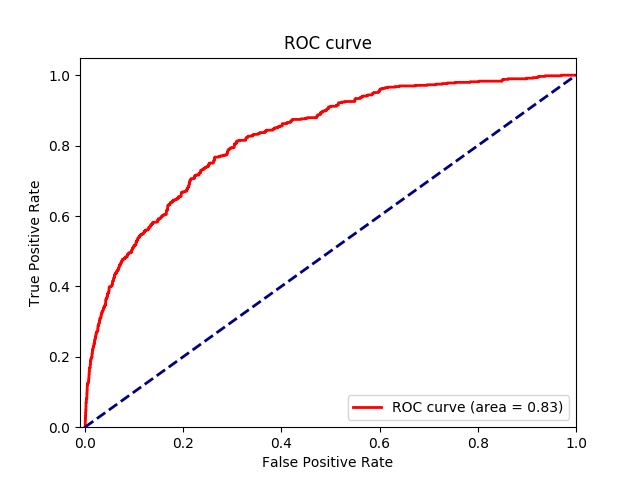 ROC curve
1.0
0.8
0.6
0.4
0.2
0.0
True Positive Rate
ROC curve (area = 0.83)
0.0 0.2 0.4 0.6 0.8 1.0
False Positive Rate